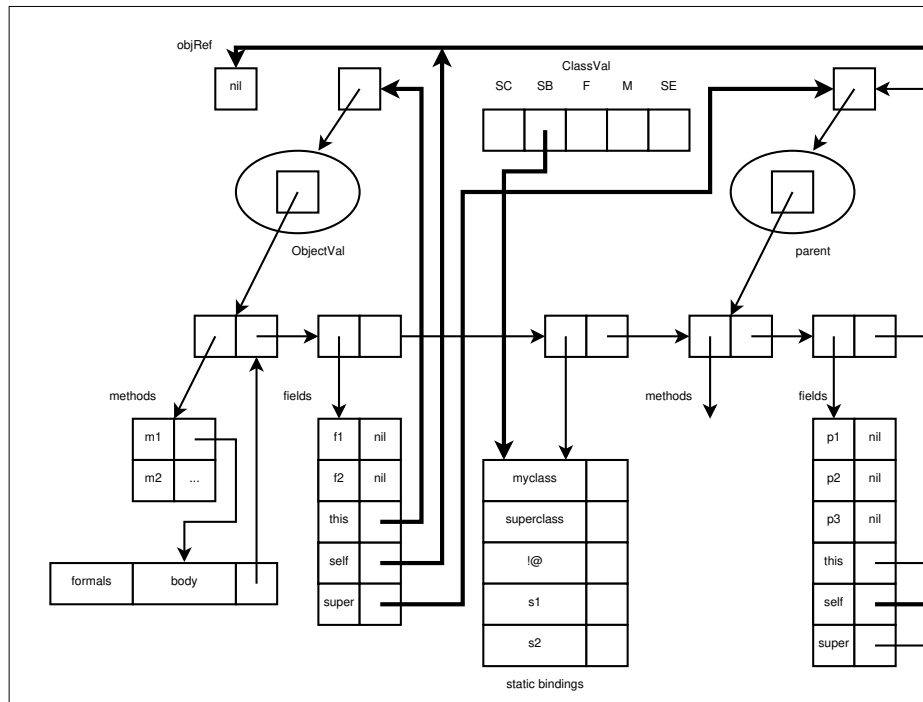 objRef
nil
ClassVal
SC SB F M SE
ObjectVal
parent
methods
fields
methods
fields
m1
m2 ...
formals body
f1 nil
f2 nil
this
self
super
myclass
superclass
!@
s1
s2
static bindings
p1 nil
p2 nil
p3 nil
this
self
super